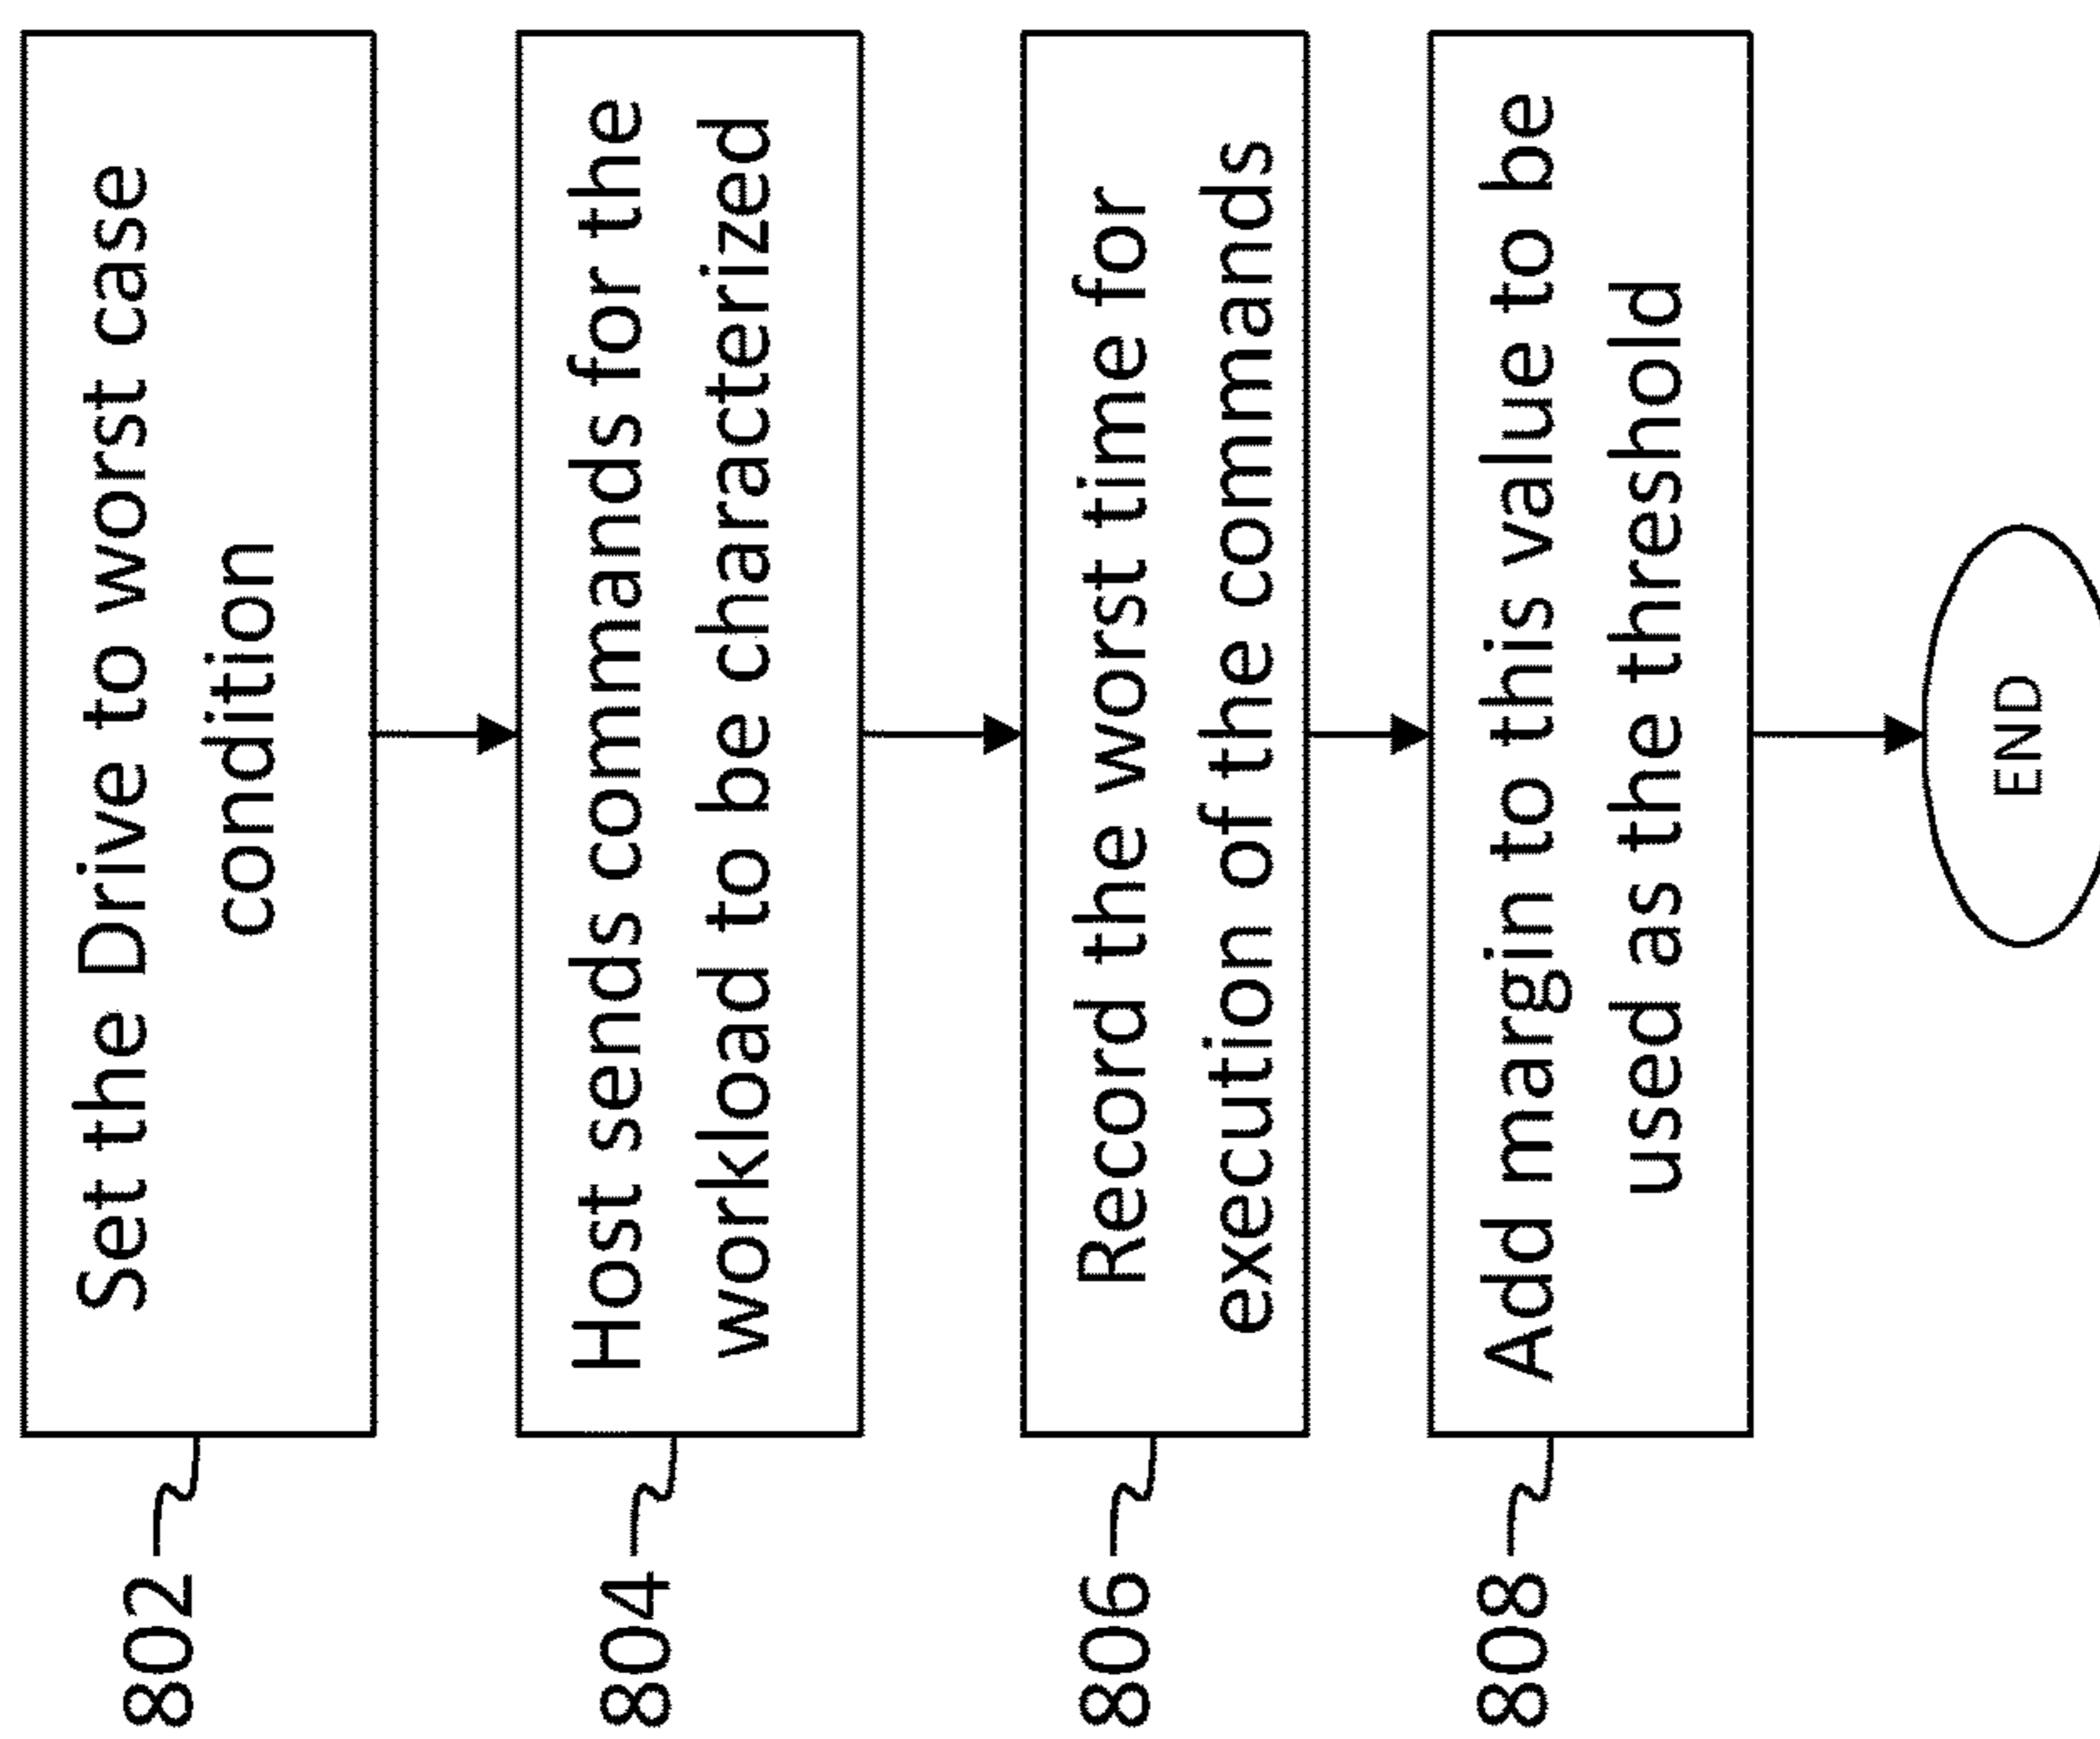 802
Set the Drive to worst case
condition
804
Host sends commands for the
workload to be characterized
806
Record the worst time for
execution of the commands
808
Add margin to this value to be
used as the threshold
END